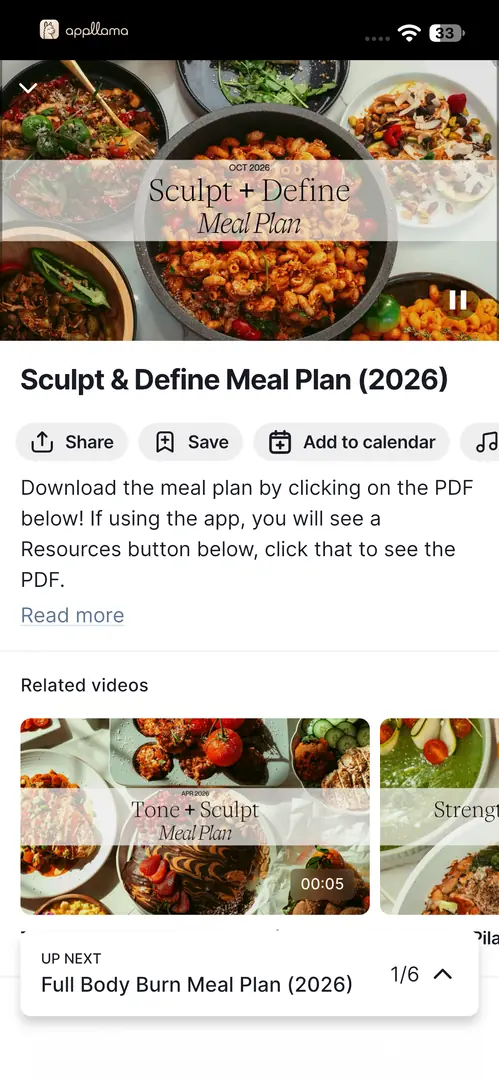 appllama
33
OCT 2026
Sculpt + Define
Meal Plan
Sculpt & Define Meal Plan (2026)
Share
Save
Add to calendar
Download the meal plan by clicking on the PDF
below! If using the app, you will see a
Resources button below, click that to see the
PDF.
Read more
Related videos
APR 2026
Tone + Sculpt
Meal Plan
00:05
Strengt
Pila
UP NEXT
Full Body Burn Meal Plan (2026)
1/6